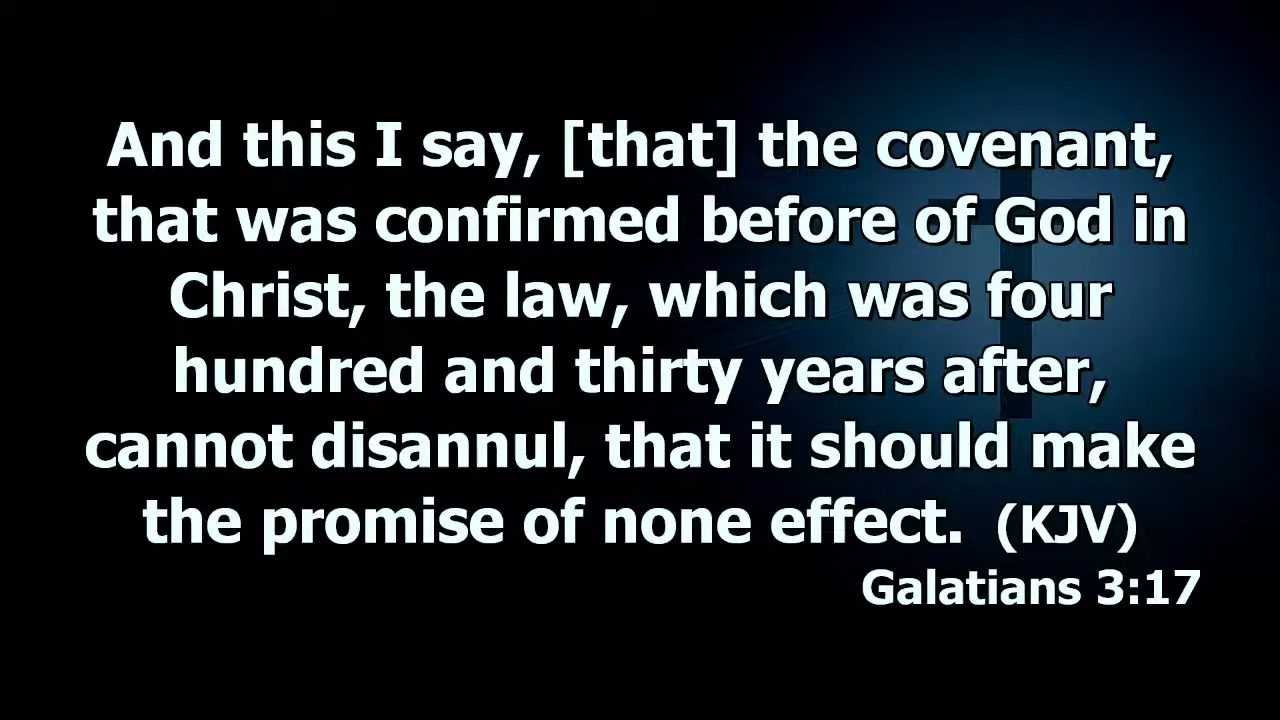 And this I say, [that] the covenant,
that was confirmed before of God in
Christ, the law, which was four
hundred and thirty years after,
cannot disannul, that it should make
the promise of none effect. (KJV)
Galatians 3:17